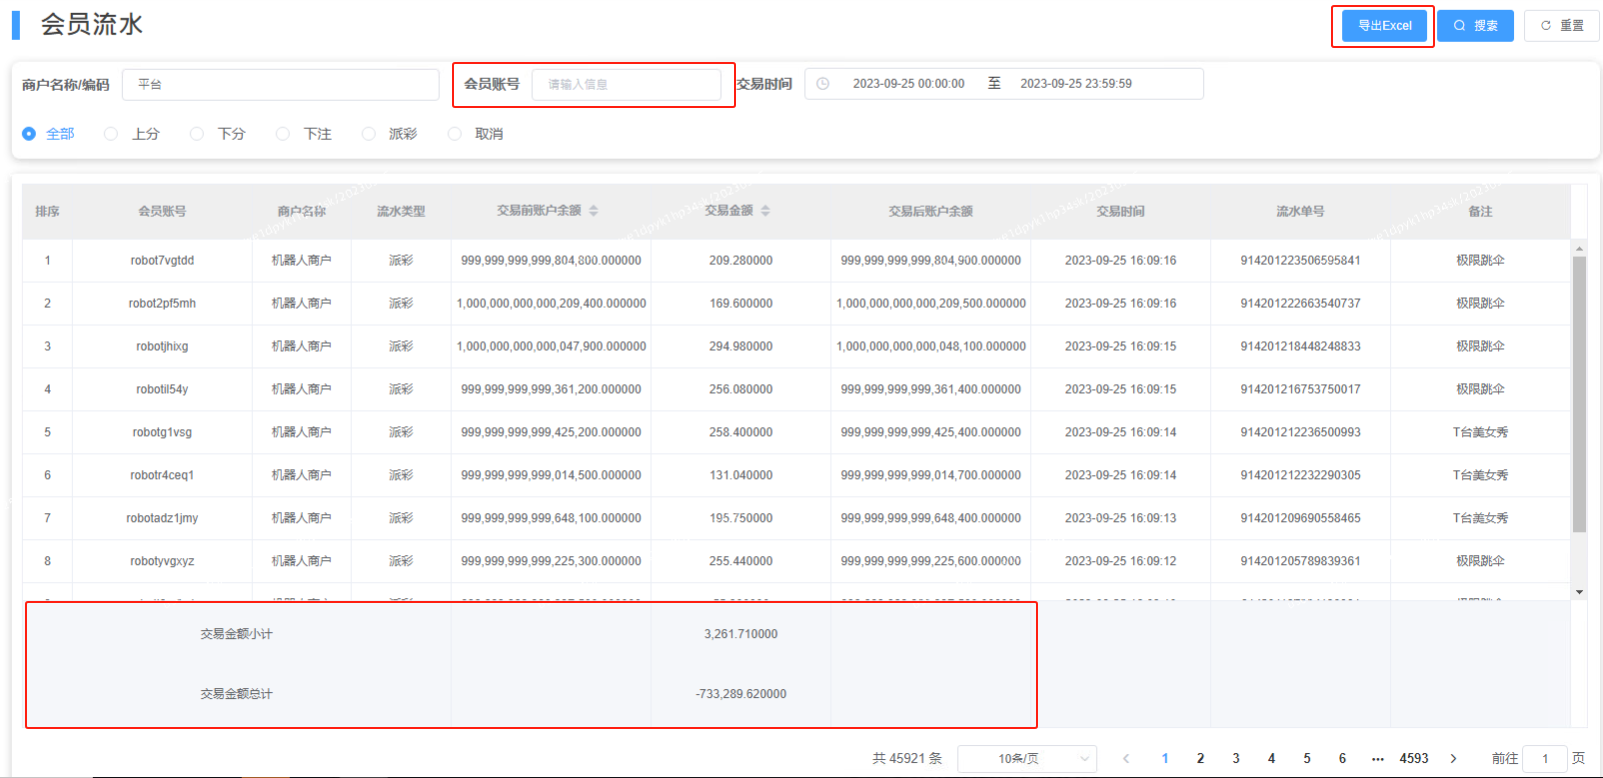 会员流水
导出Excel 搜索 重置
商户名称/编码 平台 会员账号 请输入信息 交易时间 2023-09-25 00:00:00 至 2023-09-25 23:59:59
全部 上分 下分 下注 派彩 取消
排序 会员账号 商户名称 流水类型 交易前账户余额 交易金额 交易后账户余额 交易时间 流水单号 备注
1 robot7vgtdd 机器人商户 派彩 999,999,999,999,804,800.000000 209.280000 999,999,999,999,804,900.000000 2023-09-25 16:09:16 914201223506595841 极限跳伞
2 robot2pf5mh 机器人商户 派彩 1,000,000,000,000,209,400.000000 169.600000 1,000,000,000,000,209,500.000000 2023-09-25 16:09:16 914201222663540737 极限跳伞
3 robotjhixg 机器人商户 派彩 1,000,000,000,000,047,900.000000 294.980000 1,000,000,000,000,048,100.000000 2023-09-25 16:09:15 914201218448248833 极限跳伞
4 robotil54y 机器人商户 派彩 999,999,999,999,361,200.000000 256.080000 999,999,999,999,361,400.000000 2023-09-25 16:09:15 914201216753750017 极限跳伞
5 robotg1vsg 机器人商户 派彩 999,999,999,999,425,200.000000 258.400000 999,999,999,999,425,400.000000 2023-09-25 16:09:14 914201212236500993 T台美女秀
6 robotr4ceq1 机器人商户 派彩 999,999,999,999,014,500.000000 131.040000 999,999,999,999,014,700.000000 2023-09-25 16:09:14 914201212232290305 T台美女秀
7 robotadz1jmy 机器人商户 派彩 999,999,999,999,648,100.000000 195.750000 999,999,999,999,648,400.000000 2023-09-25 16:09:13 914201209690558465 T台美女秀
8 robotyvgxyz 机器人商户 派彩 999,999,999,999,225,300.000000 255.440000 999,999,999,999,225,600.000000 2023-09-25 16:09:12 914201205789839361 极限跳伞
交易金额小计 3,261.710000
交易金额总计 -733,289.620000
共 45921 条 10条/页 1 2 3 4 5 6 ••• 4593 前往 1 页